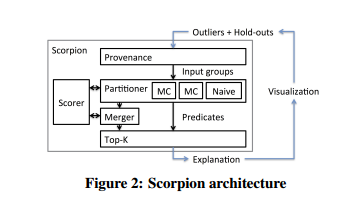 Outliers + Hold-outs
Scorpion
Provenance
Input groups
Scorer
Partitioner
MC
MC
Naive
Visualization
Merger
Predicates
Top-K
Explanation
Figure 2: Scorpion architecture